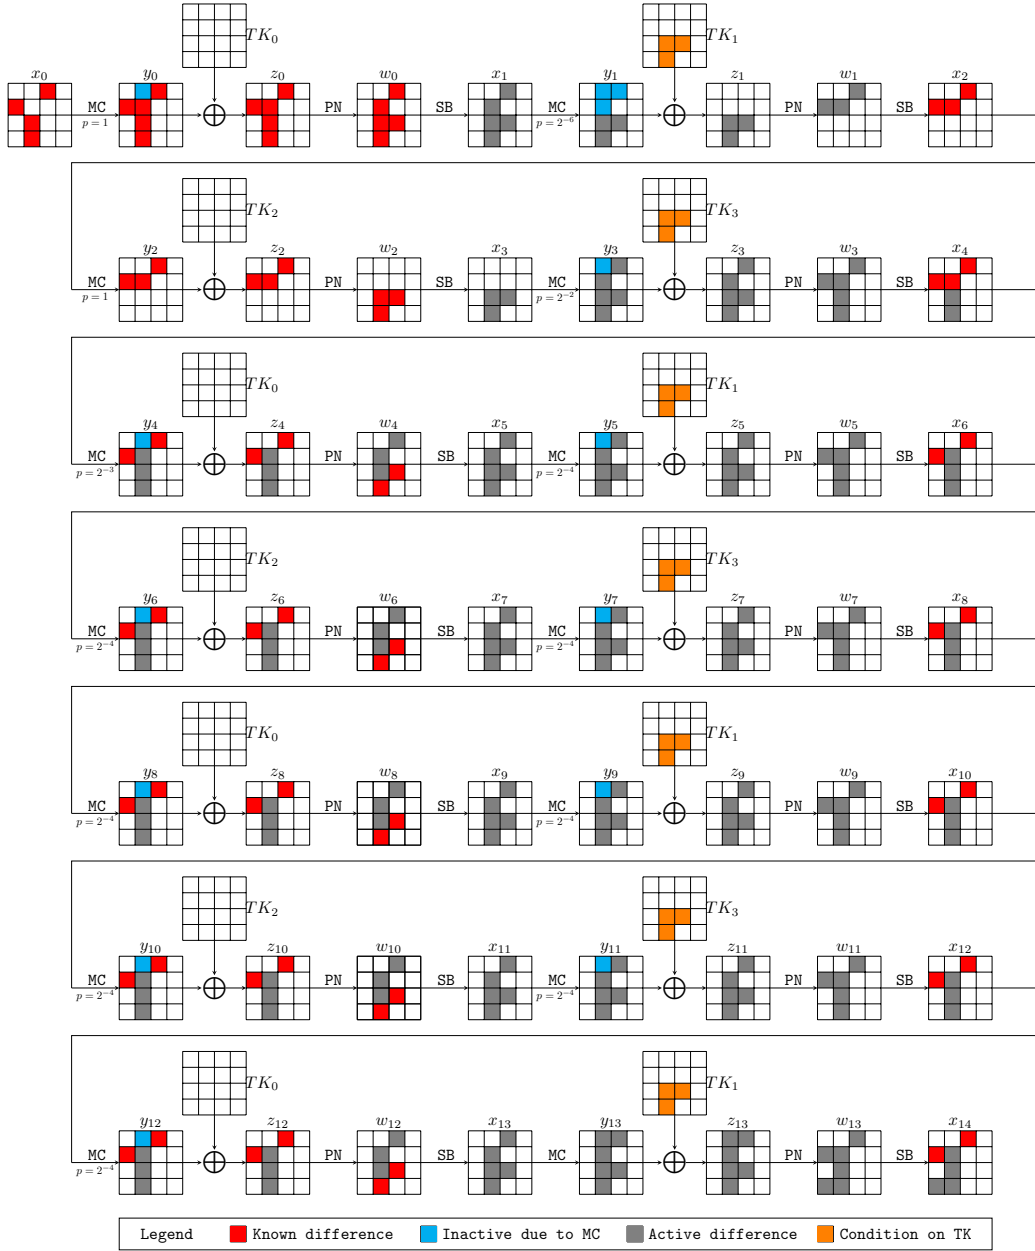 TK₀ TK₁
x₀ y₀ z₀ w₀ x₁ y₁ z₁ w₁ x₂
MC PN SB MC PN SB
p = 1 p = 2⁻⁶
TK₂ TK₃
y₂ z₂ w₂ x₃ y₃ z₃ w₃ x₄
MC PN SB MC PN SB
p = 1 p = 2⁻²
TK₀ TK₁
y₄ z₄ w₄ x₅ y₅ z₅ w₅ x₆
MC PN SB MC PN SB
p = 2⁻³ p = 2⁻⁴
TK₂ TK₃
y₆ z₆ w₆ x₇ y₇ z₇ w₇ x₈
MC PN SB MC PN SB
p = 2⁻⁴ p = 2⁻⁴
TK₀ TK₁
y₈ z₈ w₈ x₉ y₉ z₉ w₉ x₁₀
MC PN SB MC PN SB
p = 2⁻⁴ p = 2⁻⁴
TK₂ TK₃
y₁₀ z₁₀ w₁₀ x₁₁ y₁₁ z₁₁ w₁₁ x₁₂
MC PN SB MC PN SB
p = 2⁻⁴ p = 2⁻⁴
TK₀ TK₁
y₁₂ z₁₂ w₁₂ x₁₃ y₁₃ z₁₃ w₁₃ x₁₄
MC PN SB MC PN SB
p = 2⁻⁴
Legend Known difference Inactive due to MC Active difference Condition on TK